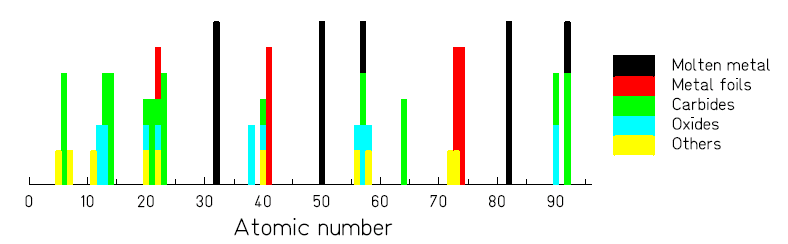 Molten metal
Metal foils
Carbides
Oxides
Others
0 10 20 30 40 50 60 70 80 90
Atomic number